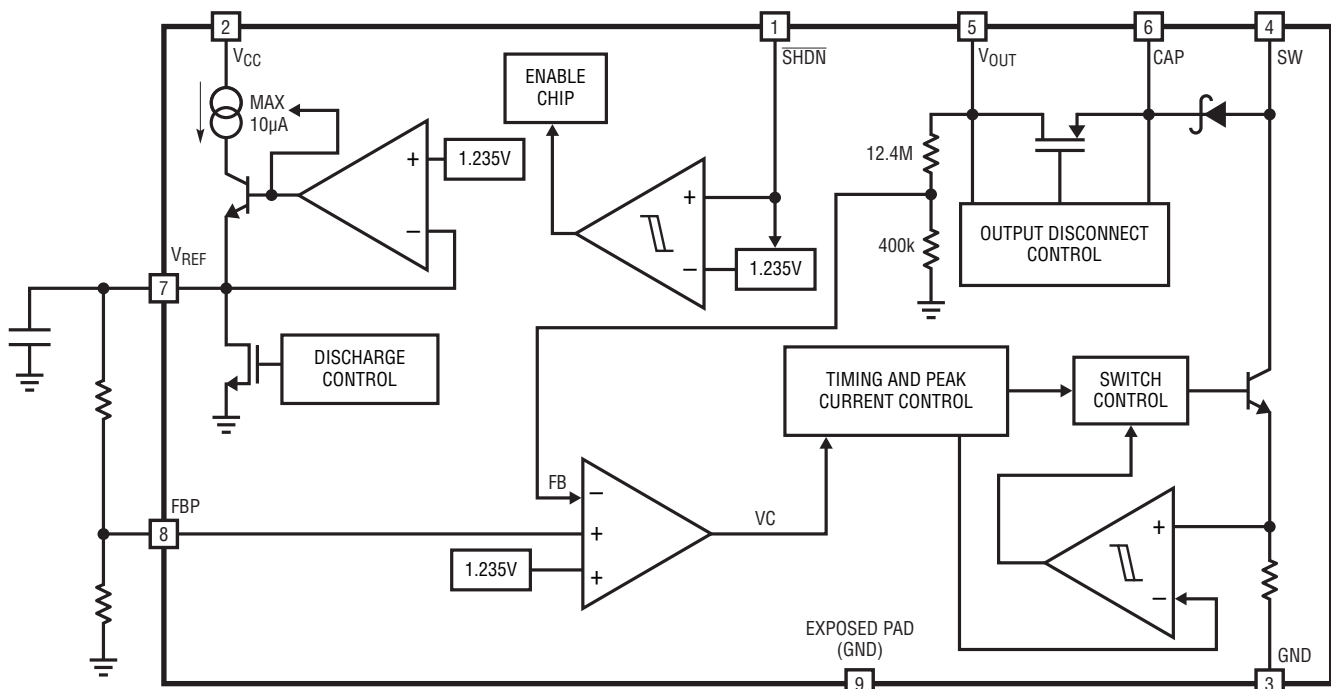 2
1
5
6
4
VCC
SHDN
VOUT
CAP
SW
MAX
10µA
ENABLE
CHIP
1.235V
+
−
+
−
1.235V
12.4M
400k
OUTPUT DISCONNECT
CONTROL
VREF
7
DISCHARGE
CONTROL
TIMING AND PEAK
CURRENT CONTROL
SWITCH
CONTROL
FB
−
+
+
VC
FBP
8
1.235V
+
−
EXPOSED PAD
(GND)
9
GND
3